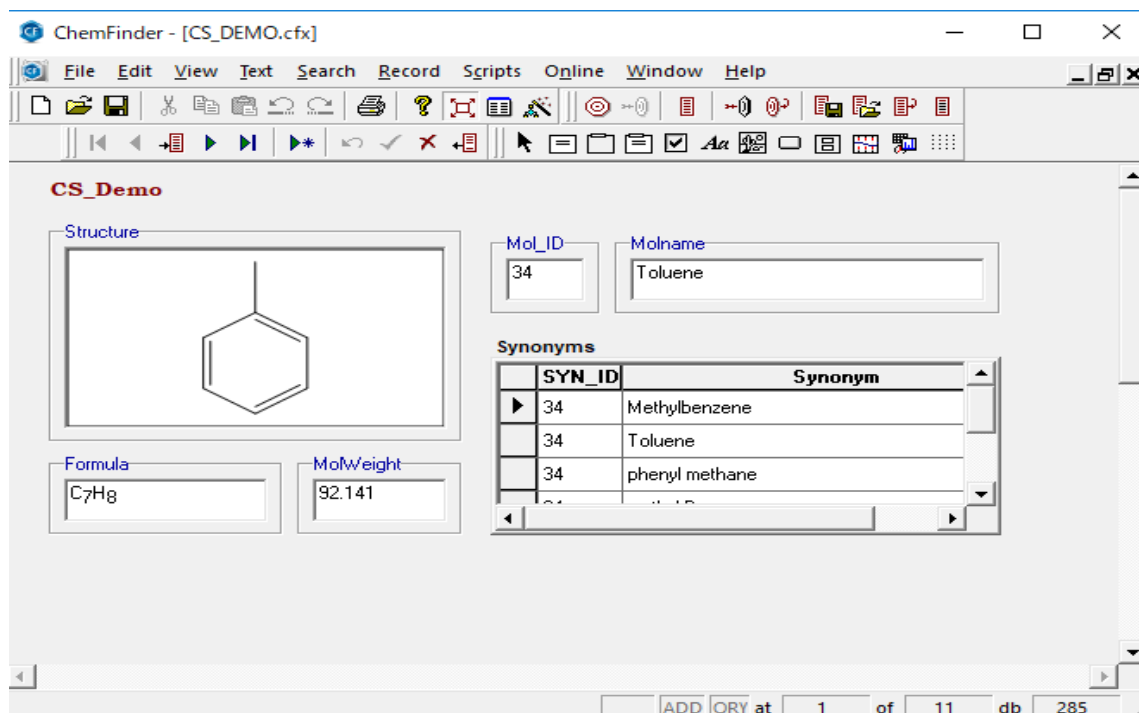 ChemFinder - [CS_DEMO.cfx]
File Edit View Text Search Record Scripts Online Window Help
CS_Demo
Structure
Mol_ID
34
Molname
Toluene
Synonyms
SYN_ID Synonym
34 Methylbenzene
34 Toluene
34 phenyl methane
Formula
C7H8
MolWeight
92.141
ADD QRY at 1 of 11 db 285